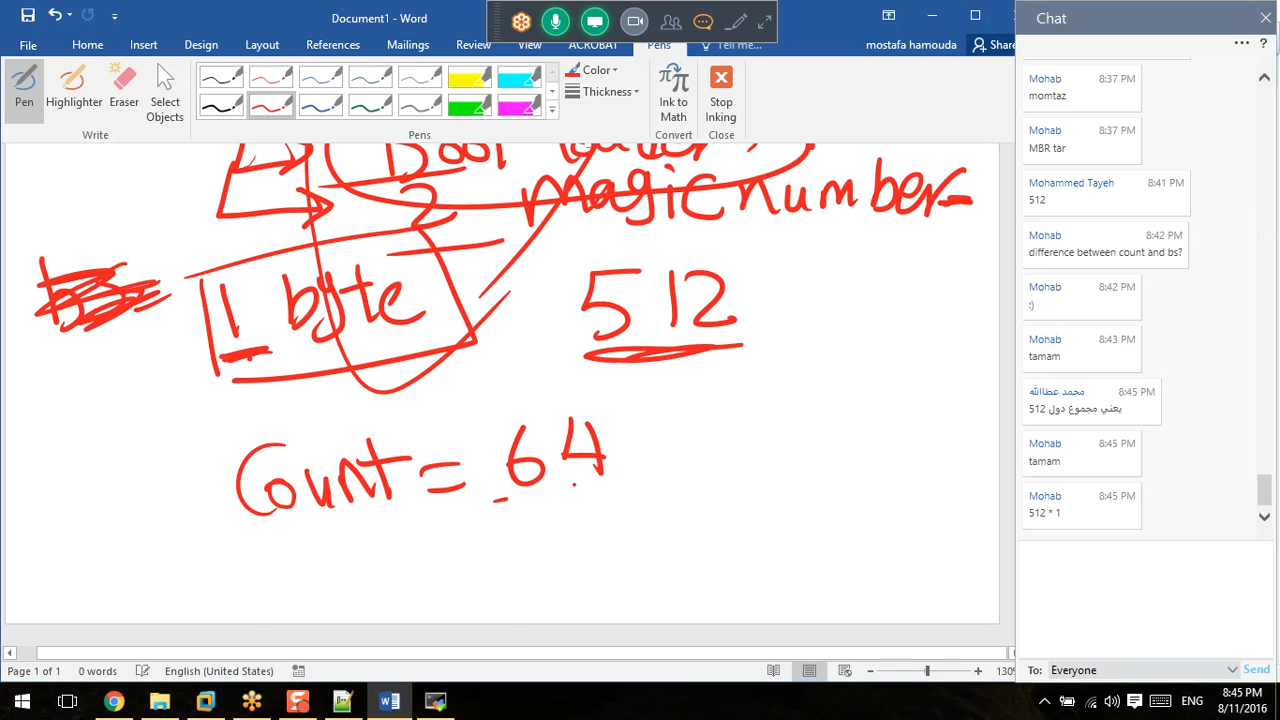 Document1 - Word
mostafa hamouda
Share
File
Home
Insert
Design
Layout
References
Mailings
Review
ACROBAT
Pens
Tell me...
Pen
Highlighter
Eraser
Select Objects
Write
Color
Thickness
Pens
Ink to Math
Convert
Stop Inking
Close
magic number
2
1 byte
512
Count = 64
Page 1 of 1
0 words
English (United States)
130%
Chat
Mohab 8:37 PM
momtaz
Mohab 8:37 PM
MBR tar
Mohammed Tayeh 8:41 PM
512
Mohab 8:42 PM
difference between count and bs?
Mohab 8:42 PM
:)
Mohab 8:43 PM
tamam
محمد عطاالله 8:45 PM
يعني مجموع دول 512
Mohab 8:45 PM
tamam
Mohab 8:45 PM
512 * 1
To: Everyone
Send
ENG
8:45 PM
8/11/2016